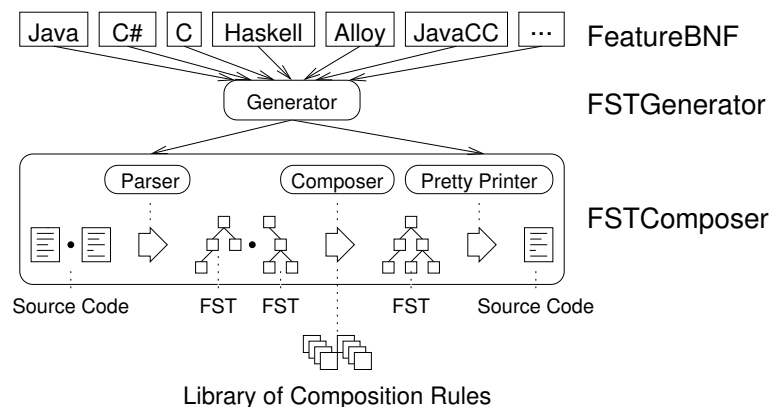 Java C# C Haskell Alloy JavaCC ... FeatureBNF
Generator FSTGenerator
Parser Composer Pretty Printer
FSTComposer
Source Code FST FST FST Source Code
Library of Composition Rules